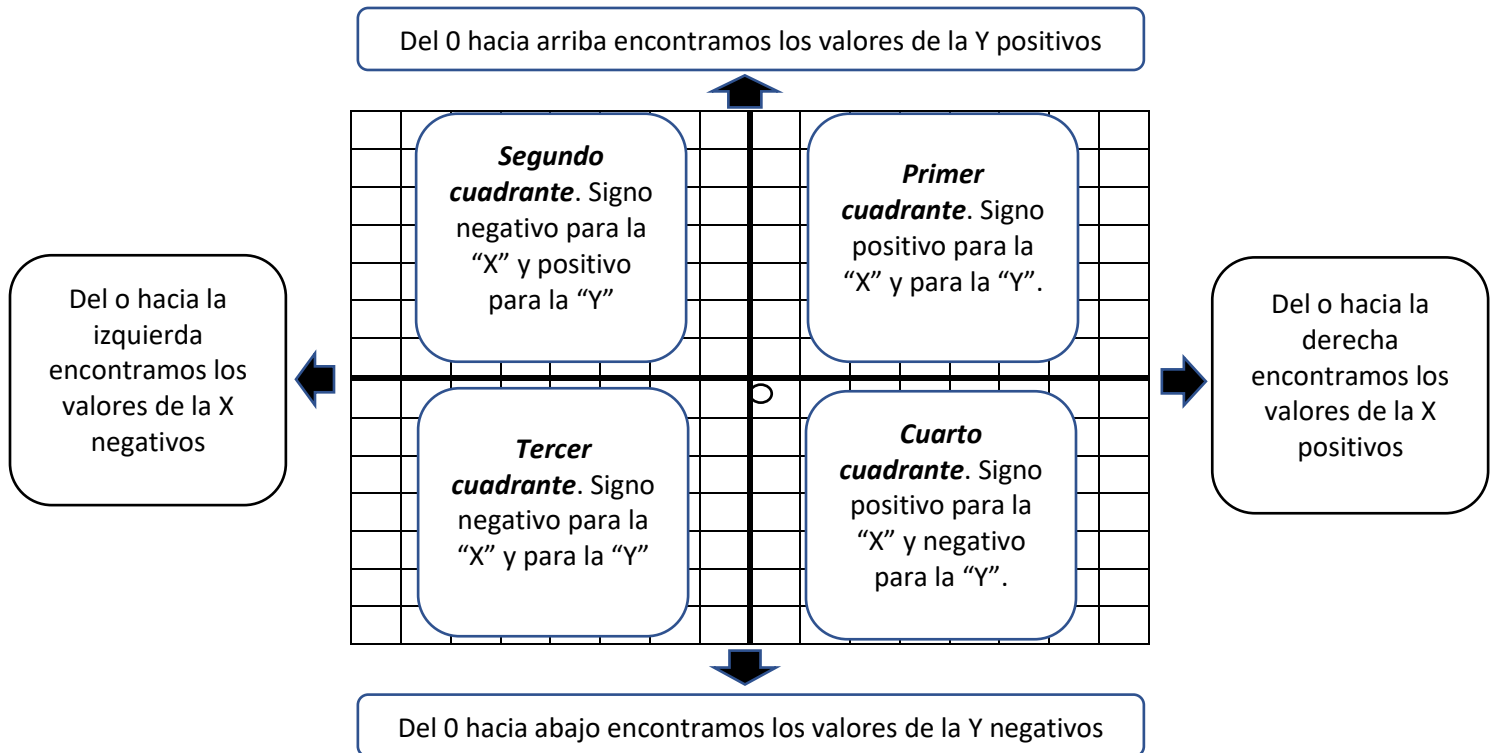 Del 0 hacia arriba encontramos los valores de la Y positivos
Segundo
cuadrante. Signo
negativo para la
“X” y positivo
para la “Y”
Primer
cuadrante. Signo
positivo para la
“X” y para la “Y”.
Del o hacia la
izquierda
encontramos los
valores de la X
negativos
Del o hacia la
derecha
encontramos los
valores de la X
positivos
Tercer
cuadrante. Signo
negativo para la
“X” y para la “Y”
Cuarto
cuadrante. Signo
positivo para la
“X” y negativo
para la “Y”.
Del 0 hacia abajo encontramos los valores de la Y negativos